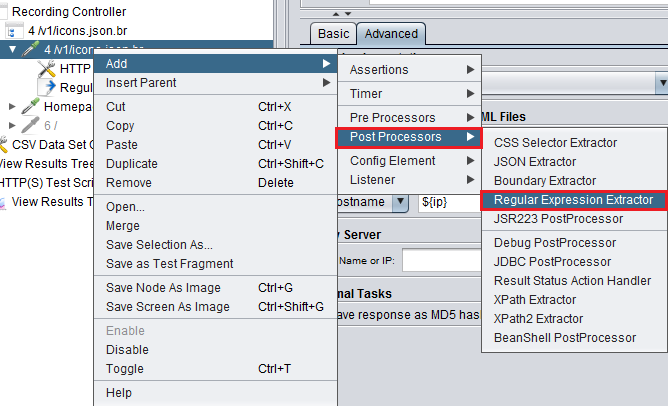 Recording Controller
4 /v1/icons.json.br
4 /v1/icons.json.br
HTTP
Regul
Homepa
6 /
CSV Data Set C
View Results Tree
HTTP(S) Test Scrip
View Results T
Basic
Advanced
ML Files
ostname
${ip}
y Server
Name or IP:
nal Tasks
ave response as MD5 hash
Add
Insert Parent
Cut Ctrl+X
Copy Ctrl+C
Paste Ctrl+V
Duplicate Ctrl+Shift+C
Remove Delete
Open...
Merge
Save Selection As...
Save as Test Fragment
Save Node As Image Ctrl+G
Save Screen As Image Ctrl+Shift+G
Enable
Disable
Toggle Ctrl+T
Help
Assertions
Timer
Pre Processors
Post Processors
Config Element
Listener
CSS Selector Extractor
JSON Extractor
Boundary Extractor
Regular Expression Extractor
JSR223 PostProcessor
Debug PostProcessor
JDBC PostProcessor
Result Status Action Handler
XPath Extractor
XPath2 Extractor
BeanShell PostProcessor